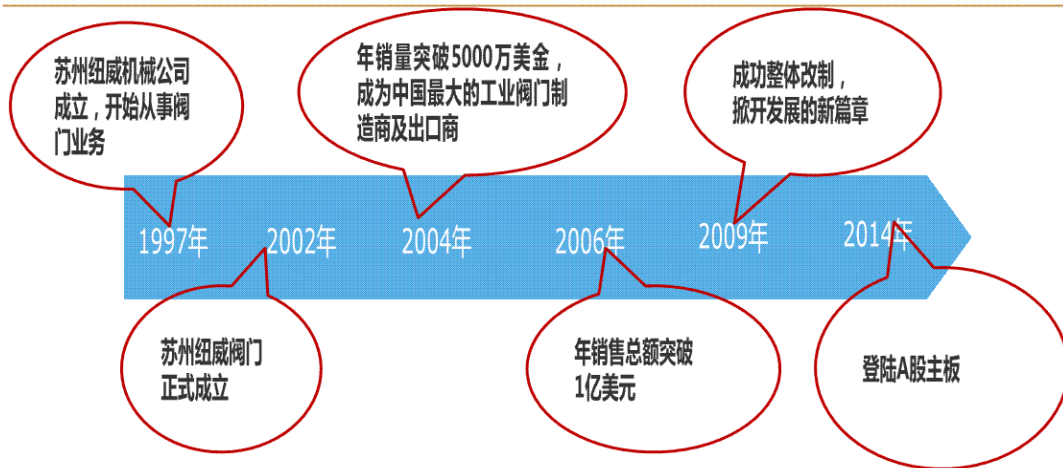 苏州纽威机械公司
成立，开始从事阀
门业务
年销量突破5000万美金，
成为中国最大的工业阀门制
造商及出口商
成功整体改制，
掀开发展的新篇章
1997年
2002年
2004年
2006年
2009年
2014年
苏州纽威阀门
正式成立
年销售总额突破
1亿美元
登陆A股主板